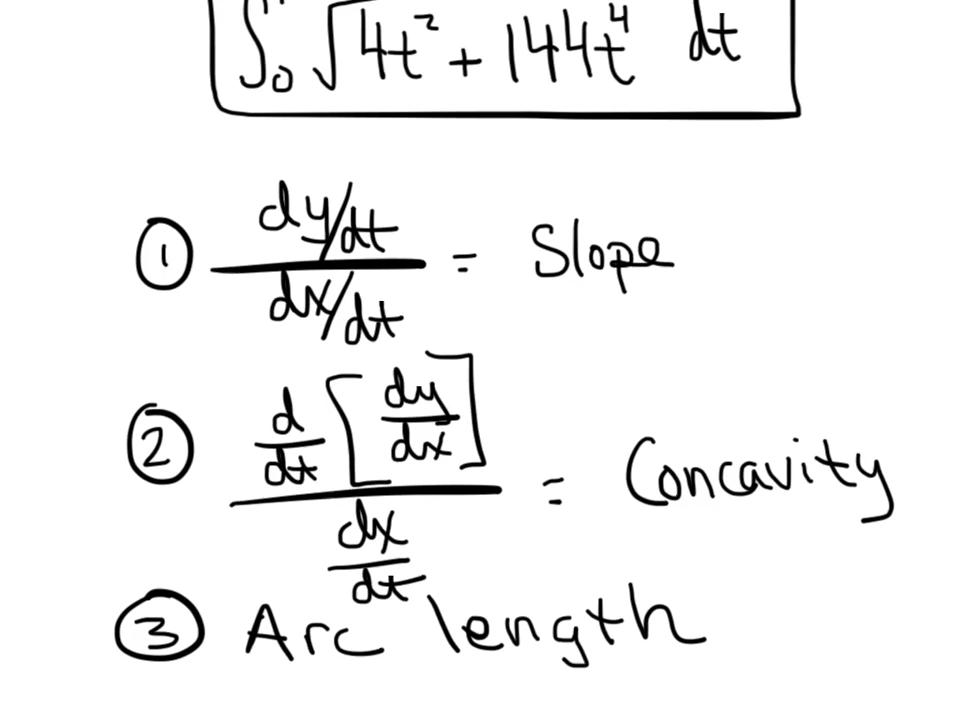 ∫₀ √4t² + 144t⁴ dt
① dy/dt / dx/dt = Slope
② d/dt [dy/dx] / dx/dt = Concavity
③ Arc length